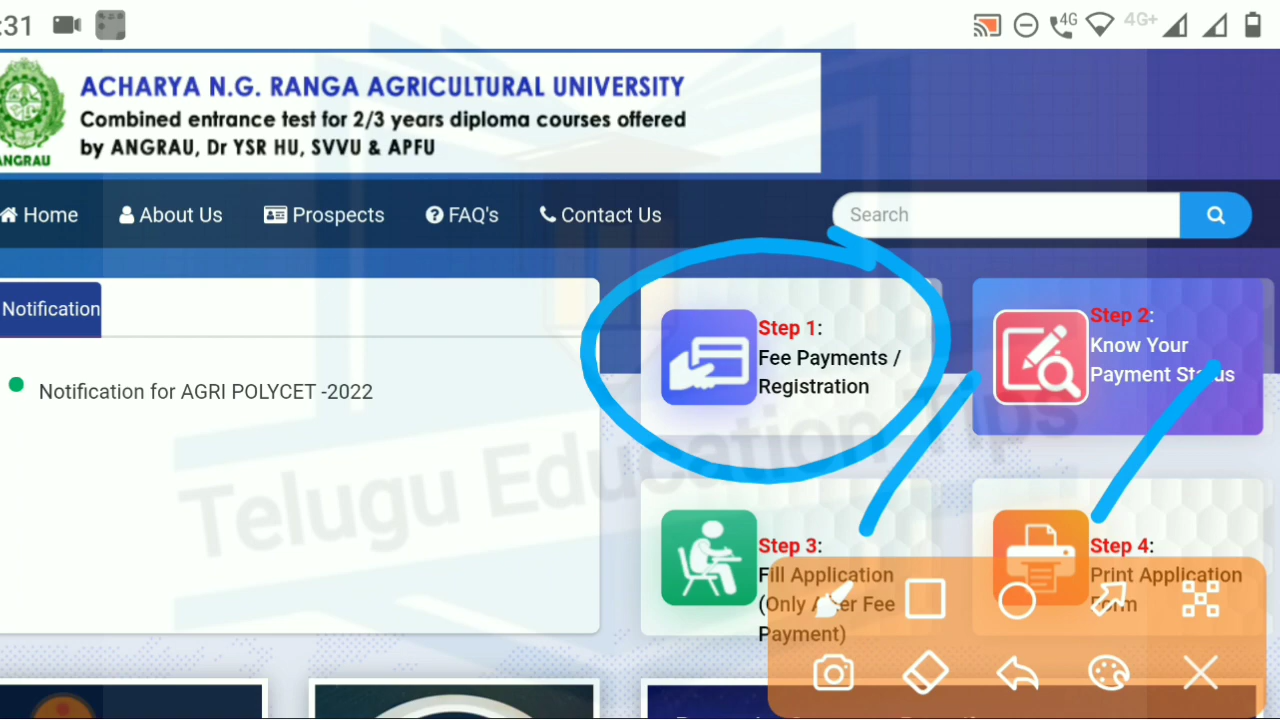 :31
4G
4G+
ACHARYA N.G. RANGA AGRICULTURAL UNIVERSITY
Combined entrance test for 2/3 years diploma courses offered
by ANGRAU, Dr YSR HU, SVVU & APFU
ANGRAU
Home
About Us
Prospects
FAQ's
Contact Us
Search
Notification
Notification for AGRI POLYCET -2022
Step 1:
Fee Payments /
Registration
Step 2:
Know Your
Payment Status
Step 3:
Fill Application
(Only After Fee
Payment)
Step 4:
Print Application
Form
Telugu Education Tips